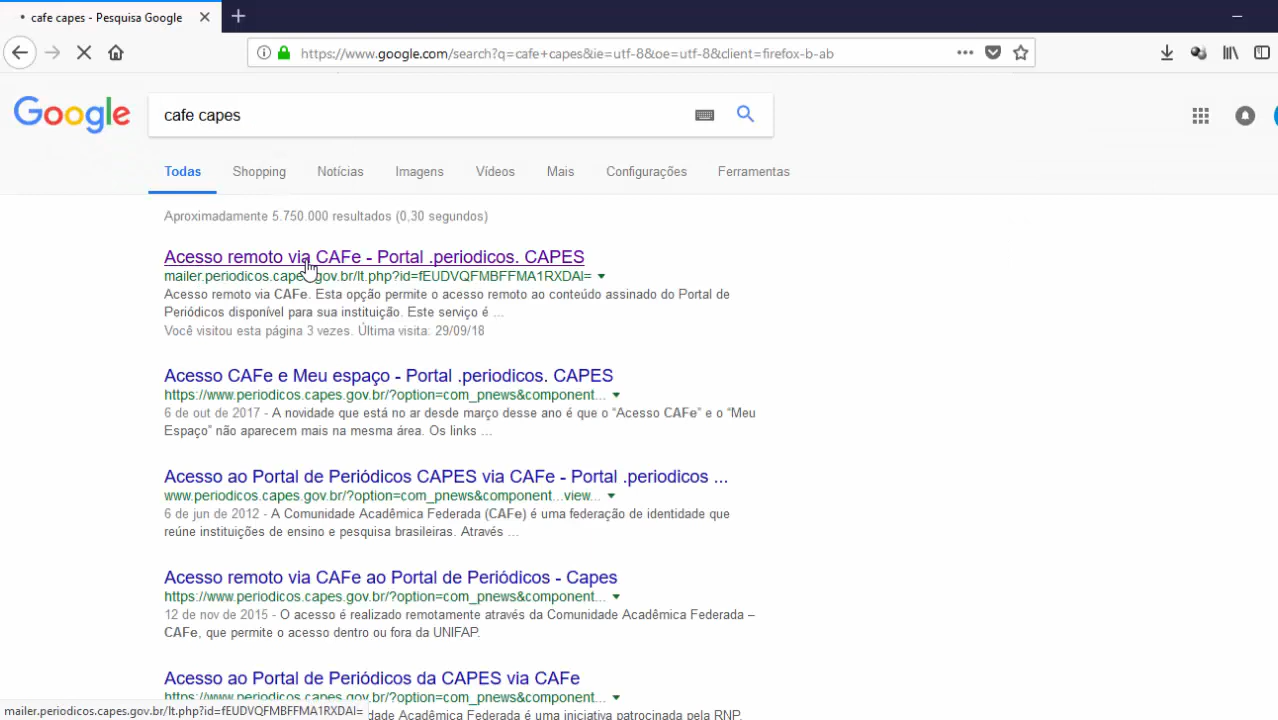 cafe capes - Pesquisa Google
https://www.google.com/search?q=cafe+capes&ie=utf-8&oe=utf-8&client=firefox-b-ab
Google
cafe capes
Todas Shopping Notícias Imagens Vídeos Mais Configurações Ferramentas
Aproximadamente 5.750.000 resultados (0,30 segundos)
Acesso remoto via CAFe - Portal .periodicos. CAPES
mailer.periodicos.capes.gov.br/lt.php?id=fEUDVQFMBFFMA1RXDAI=
Acesso remoto via CAFe. Esta opção permite o acesso remoto ao conteúdo assinado do Portal de
Periódicos disponível para sua instituição. Este serviço é ...
Você visitou esta página 3 vezes. Última visita: 29/09/18
Acesso CAFe e Meu espaço - Portal .periodicos. CAPES
https://www.periodicos.capes.gov.br/?option=com_pnews&component...
6 de out de 2017 - A novidade que está no ar desde março desse ano é que o “Acesso CAFe” e o “Meu
Espaço” não aparecem mais na mesma área. Os links ...
Acesso ao Portal de Periódicos CAPES via CAFe - Portal .periodicos ...
www.periodicos.capes.gov.br/?option=com_pnews&component...view...
6 de jun de 2012 - A Comunidade Acadêmica Federada (CAFe) é uma federação de identidade que
reúne instituições de ensino e pesquisa brasileiras. Através ...
Acesso remoto via CAFe ao Portal de Periódicos - Capes
https://www.periodicos.capes.gov.br/?option=com_pnews&component...
12 de nov de 2015 - O acesso é realizado remotamente através da Comunidade Acadêmica Federada –
CAFe, que permite o acesso dentro ou fora da UNIFAP.
Acesso ao Portal de Periódicos da CAPES via CAFe
https://www.periodicos.capes.gov.br/?option=com_pnews&component...
mailer.periodicos.capes.gov.br/lt.php?id=fEUDVQFMBFFMA1RXDAI=
dade Acadêmica Federada (CAFe) é uma iniciativa patrocinada pela RNP.